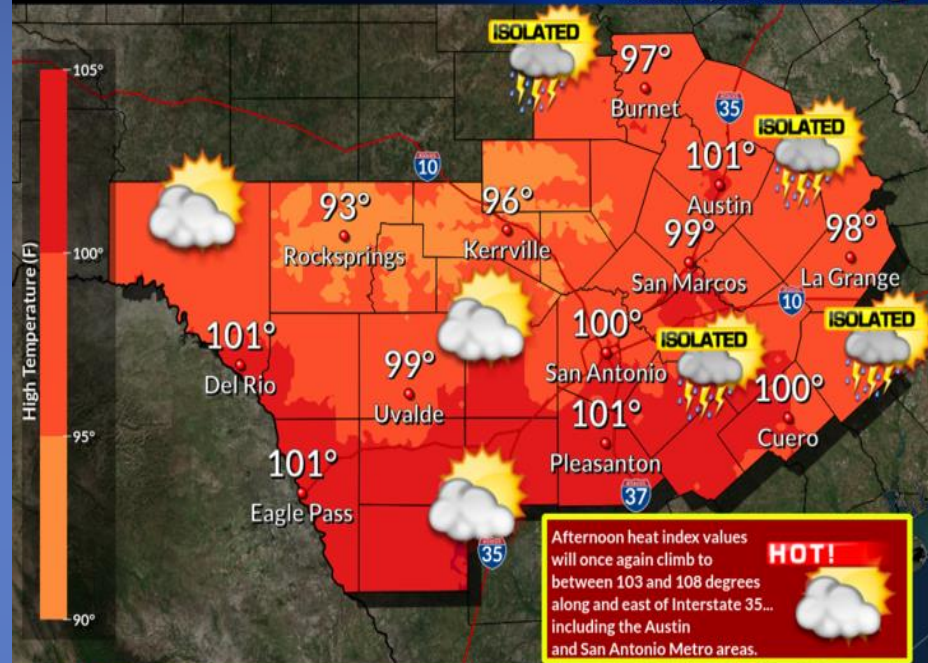 ISOLATED
97°
Burnet
35
ISOLATED
101°
Austin
10
93°
Rocksprings
96°
Kerrville
99°
San Marcos
98°
La Grange
10
ISOLATED
101°
Del Rio
99°
Uvalde
100°
San Antonio
ISOLATED
101°
Pleasanton
100°
Cuero
101°
Eagle Pass
37
35
High Temperature (F)
105°
100°
95°
90°
Afternoon heat index values
will once again climb to
between 103 and 108 degrees
along and east of Interstate 35...
including the Austin
and San Antonio Metro areas.
HOT!